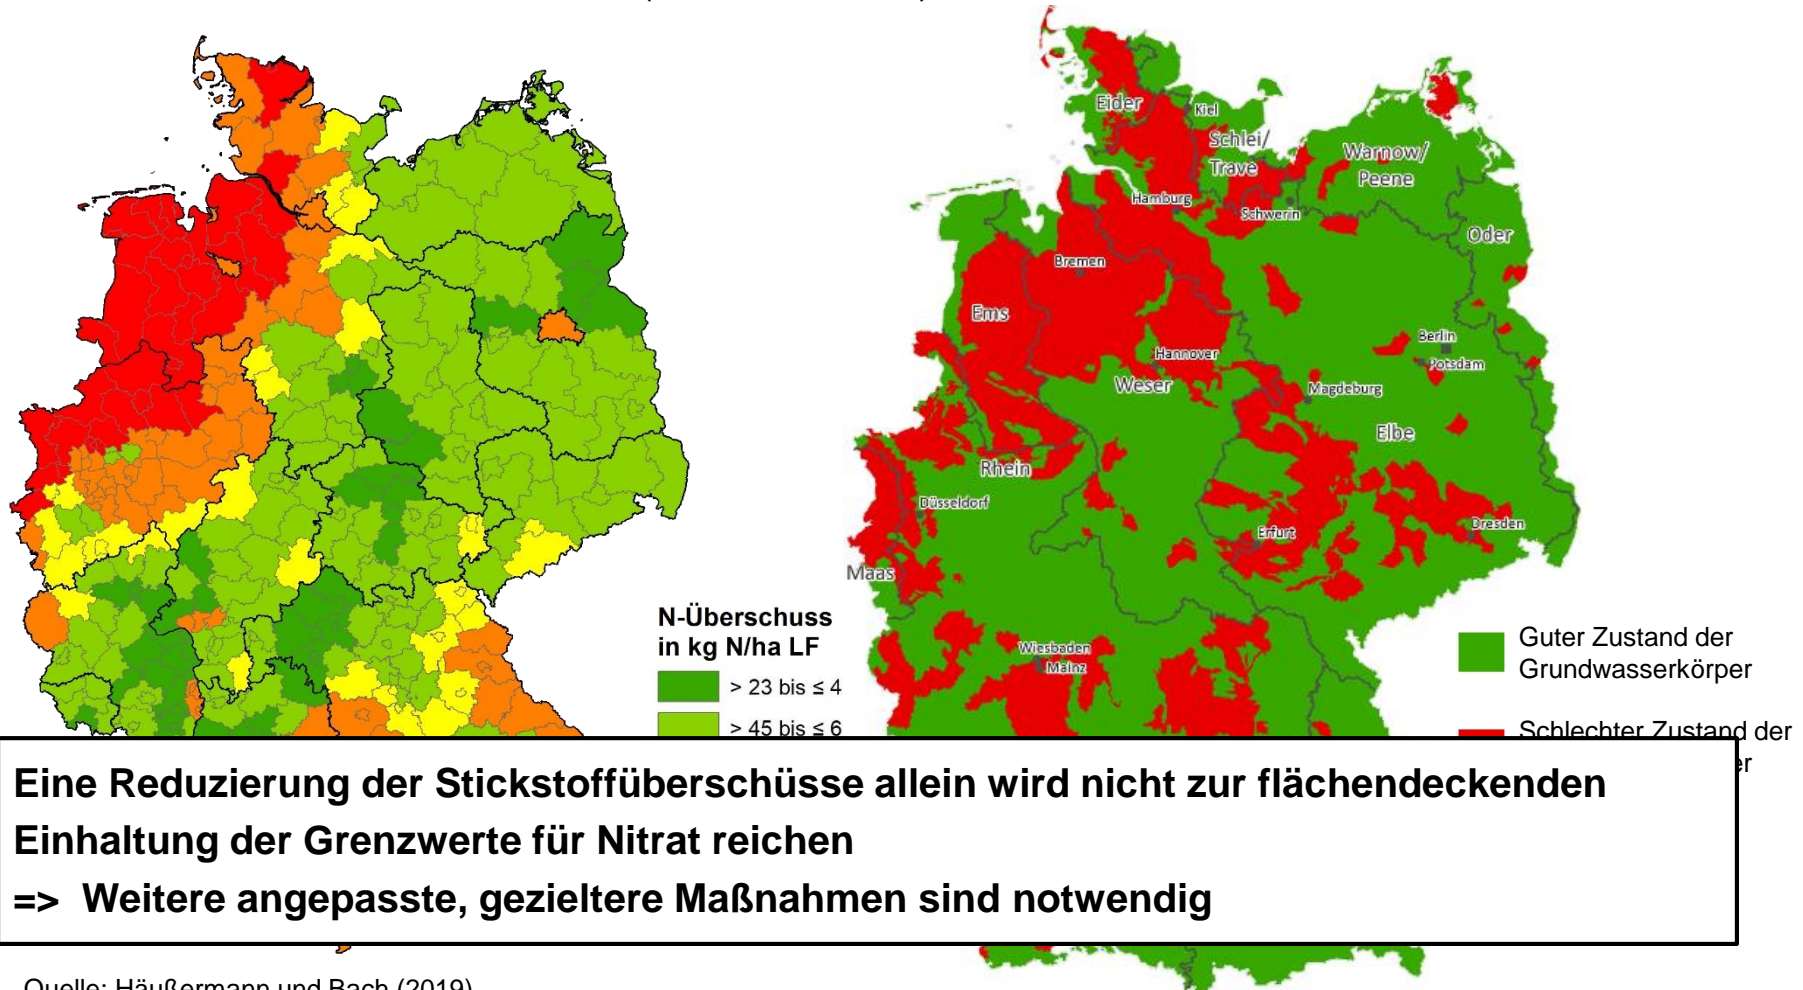 Eider
Kiel
Schlei/
Trave
Warnow/
Peene
Hamburg
Schwerin
Oder
Bremen
Ems
Berlin
Potsdam
Hannover
Weser
Magdeburg
Elbe
Rhein
Düsseldorf
Dresden
Erfurt
Maas
Wiesbaden
Mainz
N-Überschuss
in kg N/ha LF
> 23 bis ≤ 4
> 45 bis ≤ 6
Guter Zustand der
Grundwasserkörper
Schlechter Zustand der
Eine Reduzierung der Stickstoffüberschüsse allein wird nicht zur flächendeckenden
Einhaltung der Grenzwerte für Nitrat reichen
=> Weitere angepasste, gezieltere Maßnahmen sind notwendig
Quelle: Häußermann und Bach (2019)